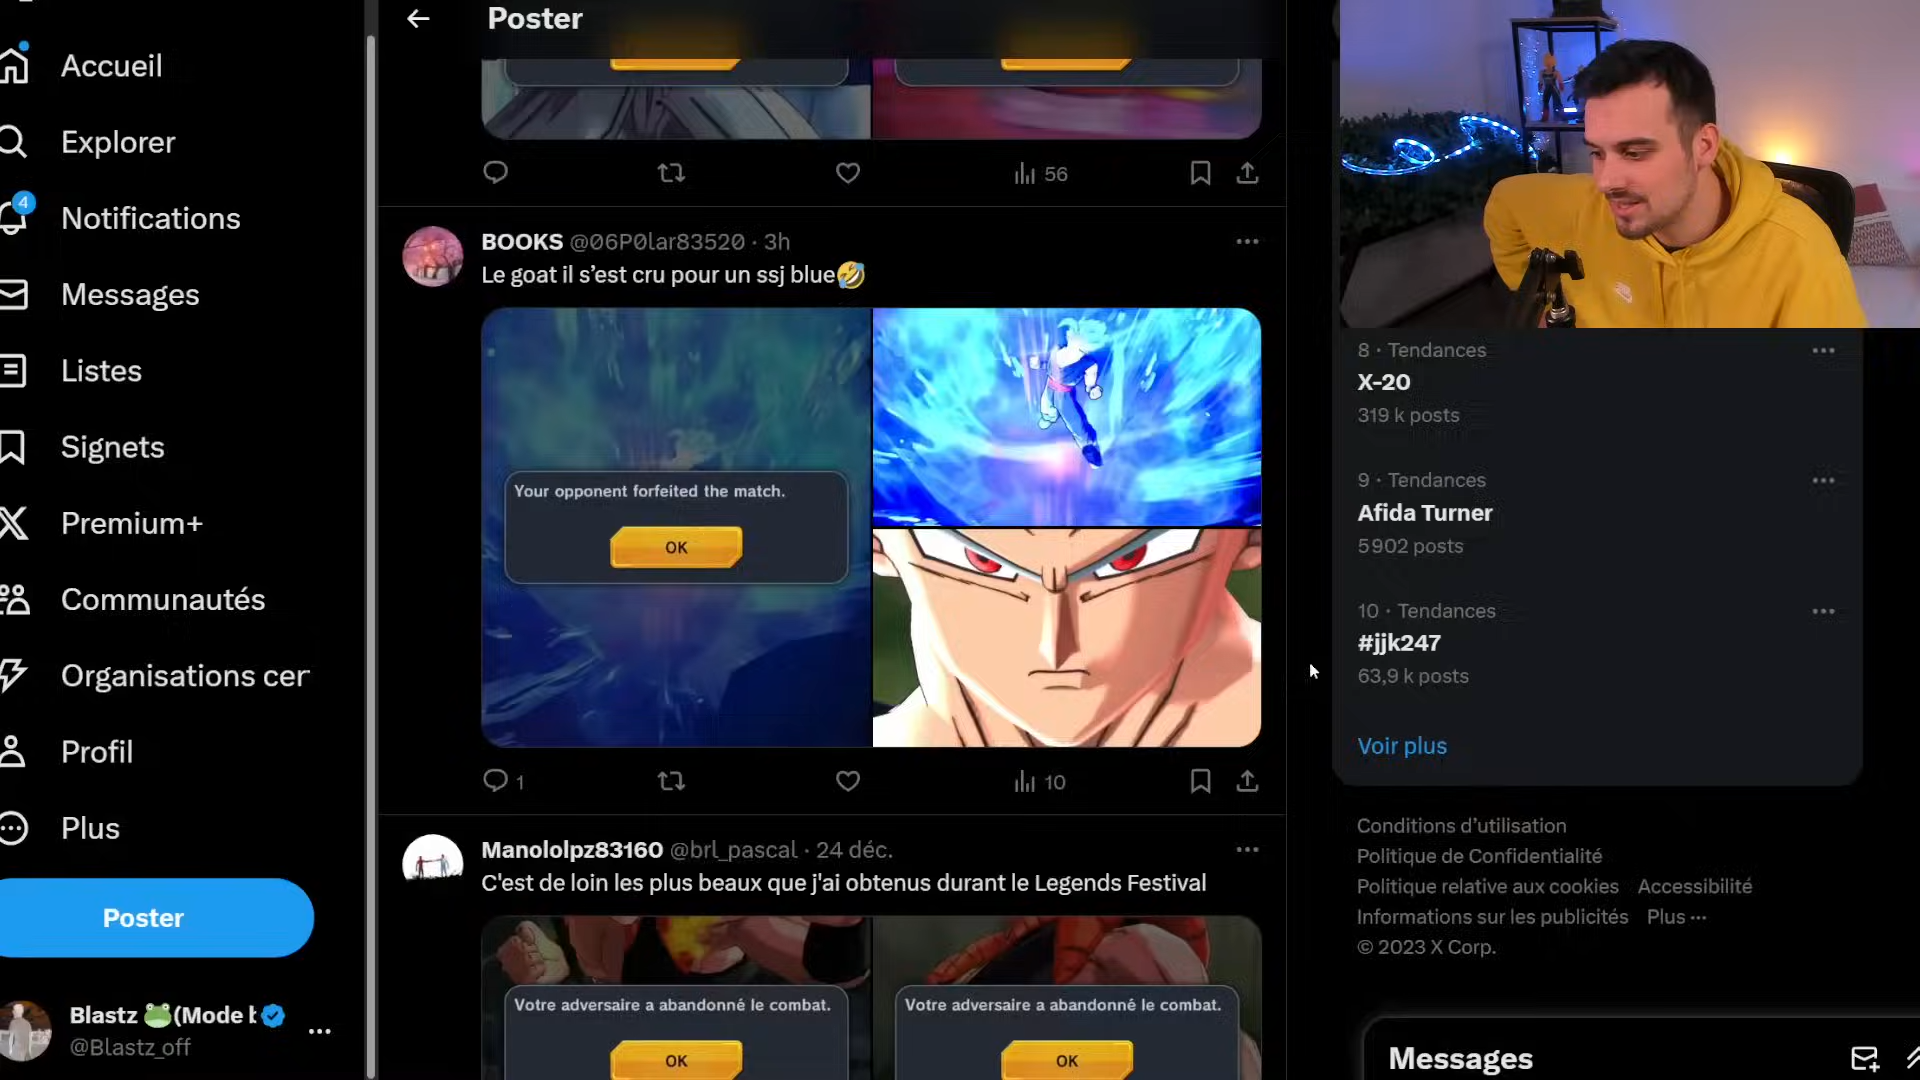 Poster
Accueil
Explorer
4
Notifications
Messages
Listes
Signets
Premium+
Communautés
Organisations cer
Profil
Plus
Poster
Blastz 🐸(Mode b
@Blastz_off
56
BOOKS @06P0lar83520 · 3h
Le goat il s’est cru pour un ssj blue🤣
Your opponent forfeited the match.
OK
1
10
Manololpz83160 @brl_pascal · 24 déc.
C'est de loin les plus beaux que j'ai obtenus durant le Legends Festival
Votre adversaire a abandonné le combat.
OK
Votre adversaire a abandonné le combat.
OK
8 · Tendances
X-20
319 k posts
9 · Tendances
Afida Turner
5 902 posts
10 · Tendances
#jjk247
63,9 k posts
Voir plus
Conditions d’utilisation
Politique de Confidentialité
Politique relative aux cookies Accessibilité
Informations sur les publicités Plus ···
© 2023 X Corp.
Messages